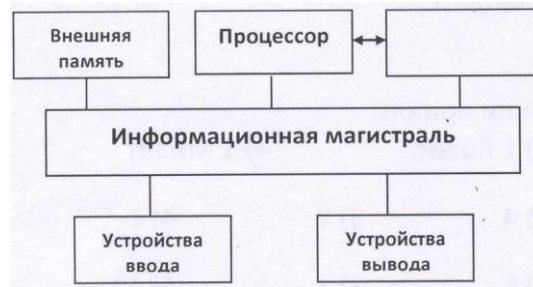 Внешняя
память
Процессор
Информационная магистраль
Устройства
ввода
Устройства
вывода